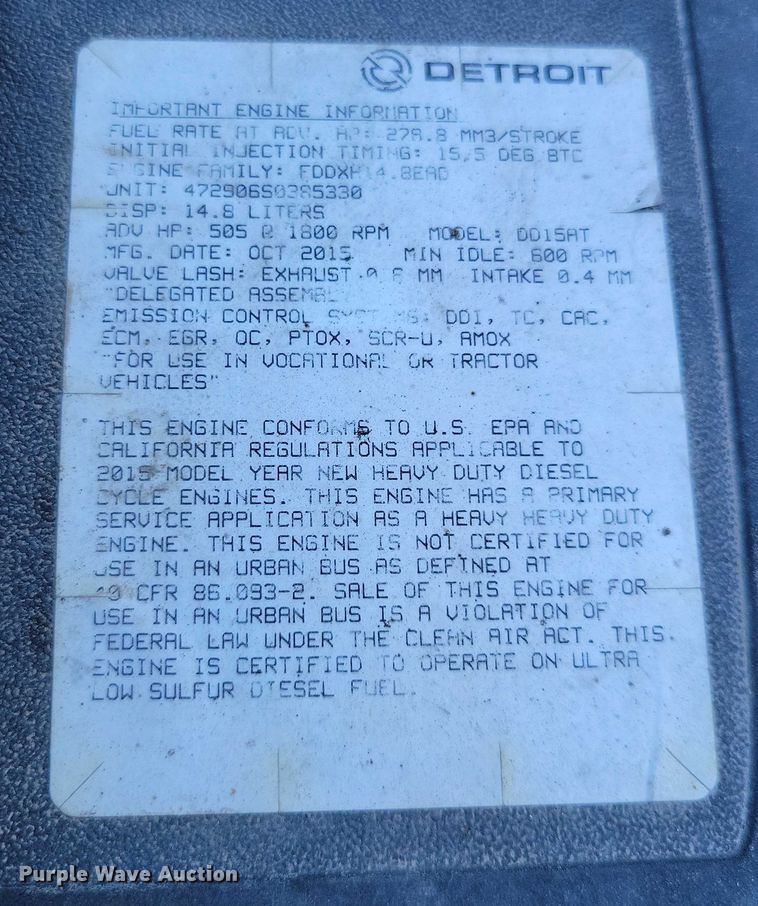 DETROIT
IMPORTANT ENGINE INFORMATION
FUEL RATE AT ADV. HP: 278.8 MM3/STROKE
INITIAL INJECTION TIMING: 15.5 DEG BTC
ENGINE FAMILY: FDDXH14.8EAD
UNIT: 472906S0385330
DISP: 14.8 LITERS
ADV HP: 505 @ 1800 RPM MODEL: DD15AT
MFG. DATE: OCT 2015 MIN IDLE: 600 RPM
VALVE LASH: EXHAUST MM INTAKE 0.4 MM
"DELEGATED ASSEMBLY
EMISSION CONTROL SYSTEMS: DDI, TC, CAC,
ECM, EGR, OC, PTOX, SCR-U, AMOX
"FOR USE IN VOCATIONAL OR TRACTOR
VEHICLES"
THIS ENGINE CONFORMS TO U.S. EPA AND
CALIFORNIA REGULATIONS APPLICABLE TO
2015 MODEL YEAR NEW HEAVY DUTY DIESEL
CYCLE ENGINES. THIS ENGINE HAS A PRIMARY
SERVICE APPLICATION AS A HEAVY HEAVY DUTY
ENGINE. THIS ENGINE IS NOT CERTIFIED FOR
USE IN AN URBAN BUS AS DEFINED AT
40 CFR 86.093-2. SALE OF THIS ENGINE FOR
USE IN AN URBAN BUS IS A VIOLATION OF
FEDERAL LAW UNDER THE CLEAN AIR ACT. THIS
ENGINE IS CERTIFIED TO OPERATE ON ULTRA
LOW SULFUR DIESEL FUEL.
Purple Wave Auction